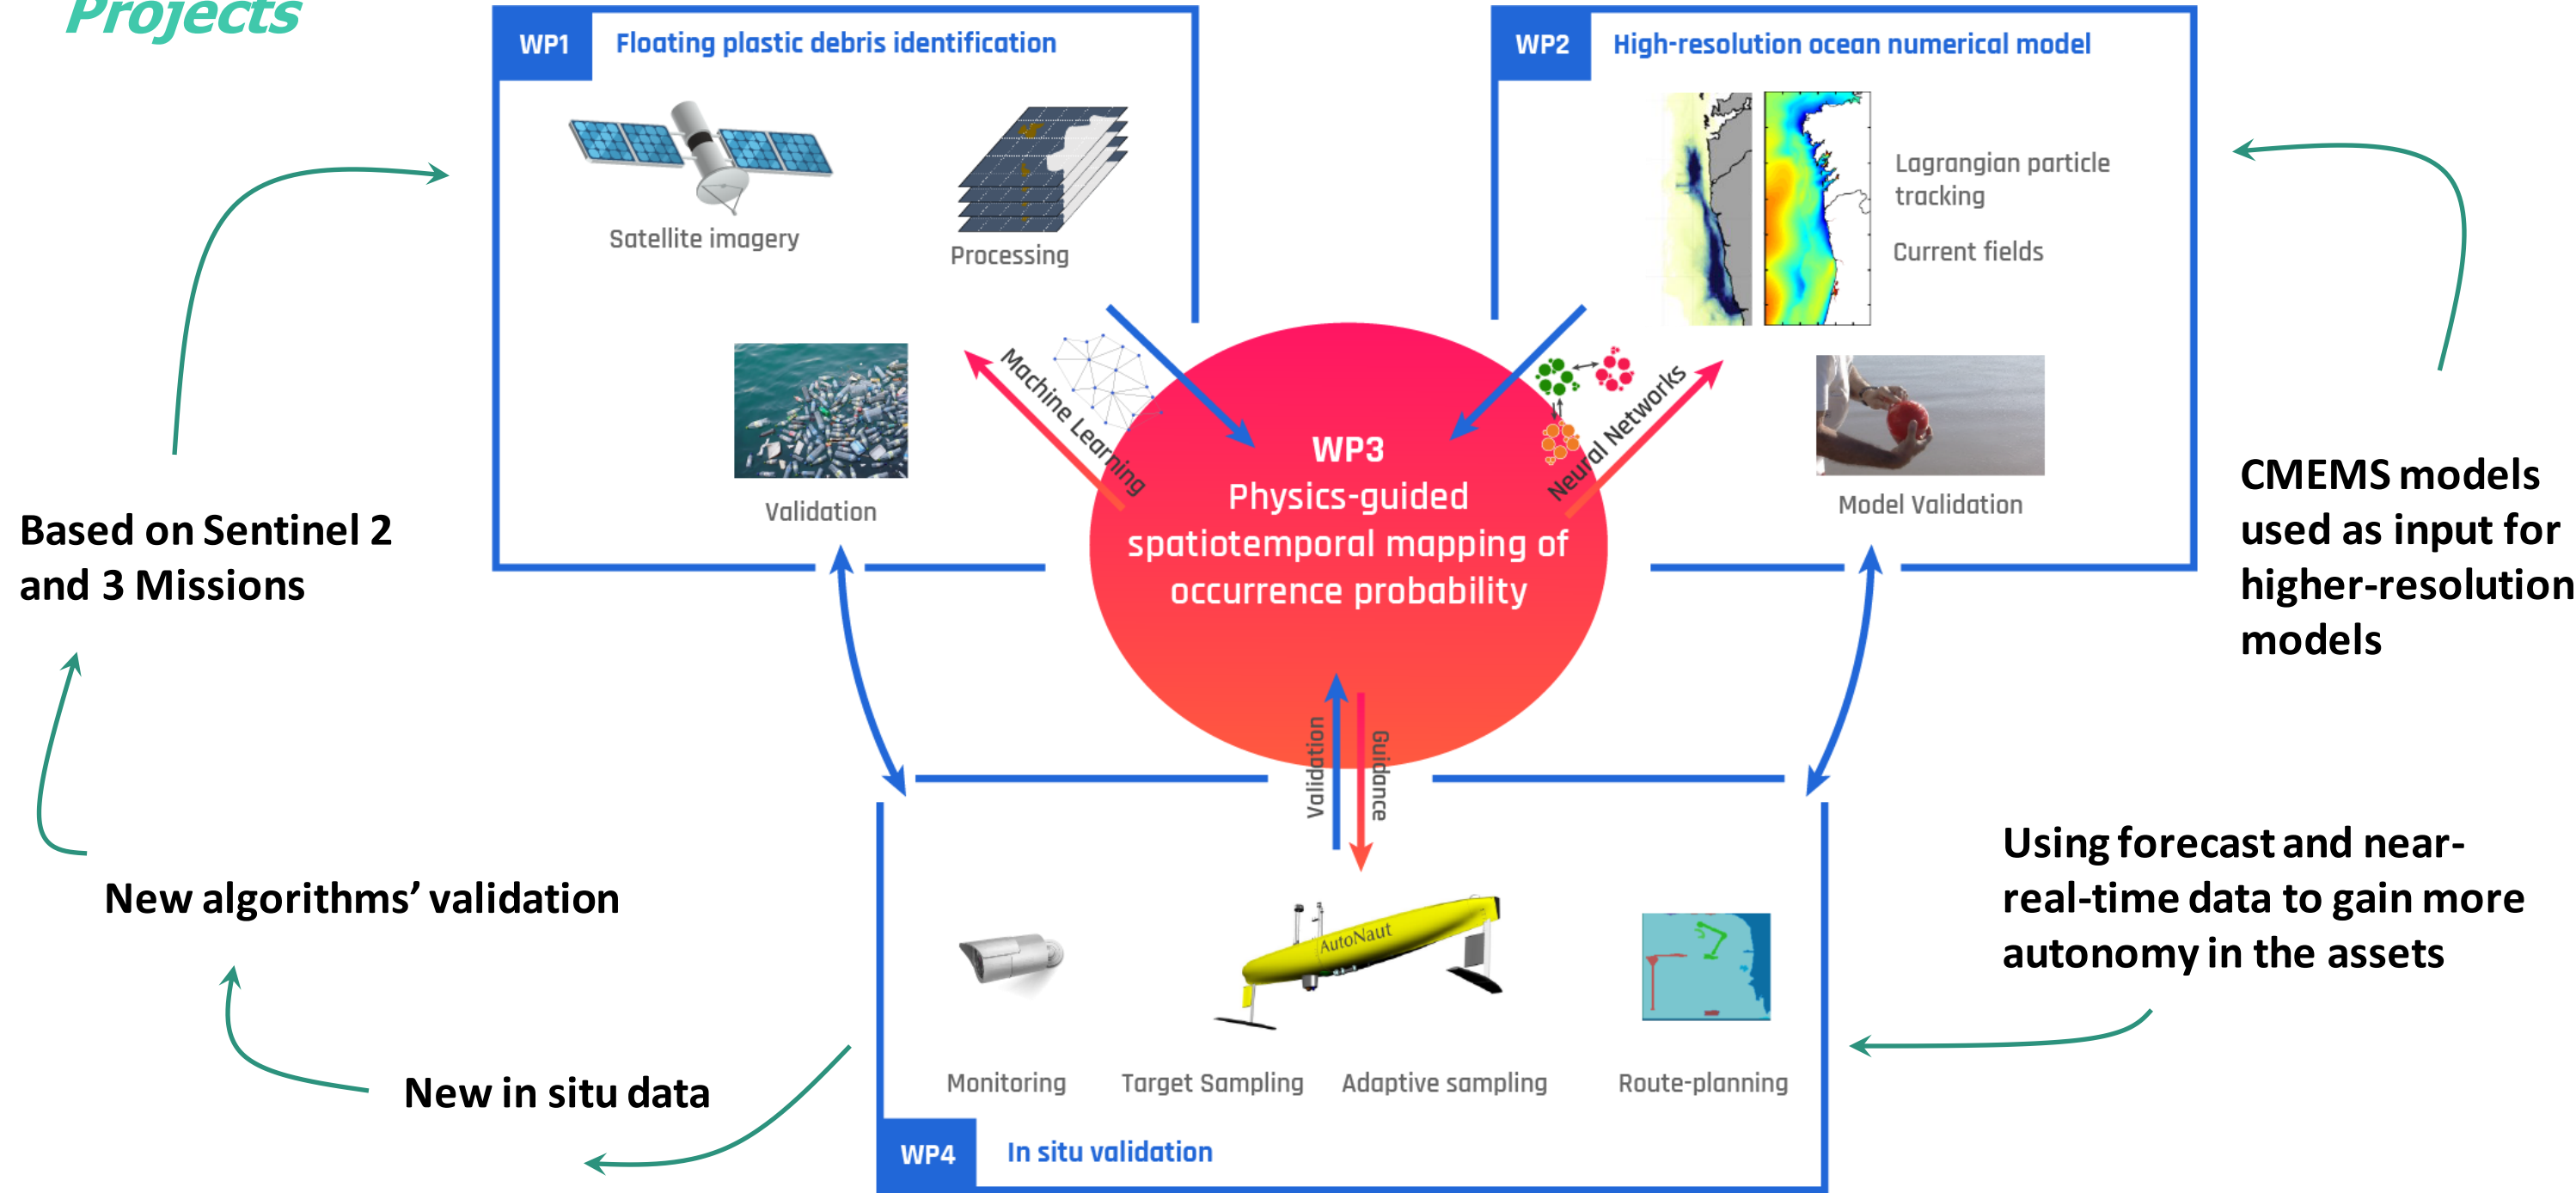 Projects
WP1
Floating plastic debris identification
Satellite imagery
Processing
Validation
WP2
High-resolution ocean numerical model
Lagrangian particle
tracking
Current fields
Model Validation
Machine Learning
Neural Networks
WP3
Physics-guided
spatiotemporal mapping of
occurrence probability
Validation
Guidance
Based on Sentinel 2
and 3 Missions
CMEMS models
used as input for
higher-resolution
models
New algorithms’ validation
Using forecast and near-
real-time data to gain more
autonomy in the assets
New in situ data
AutoNaut
Monitoring
Target Sampling
Adaptive sampling
Route-planning
WP4
In situ validation